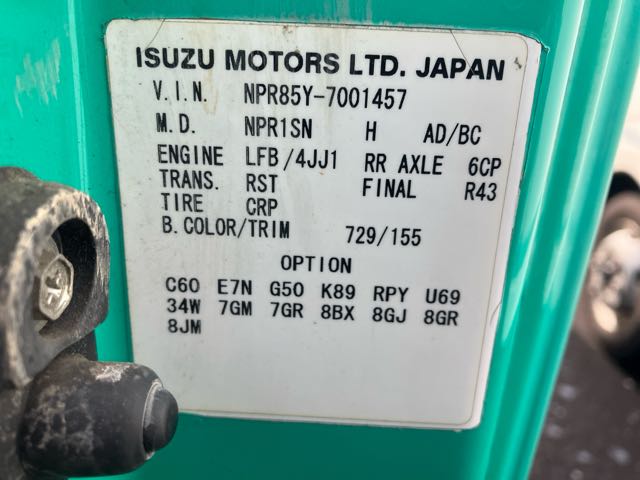 ISUZU MOTORS LTD. JAPAN
V.I.N. NPR85Y-7001457
M.D. NPR1SN H AD/BC
ENGINE LFB/4JJ1 RR AXLE 6CP
TRANS. RST FINAL R43
TIRE CRP
B.COLOR/TRIM 729/155
OPTION
C60 E7N G50 K89 RPY U69
34W 7GM 7GR 8BX 8GJ 8GR
8JM